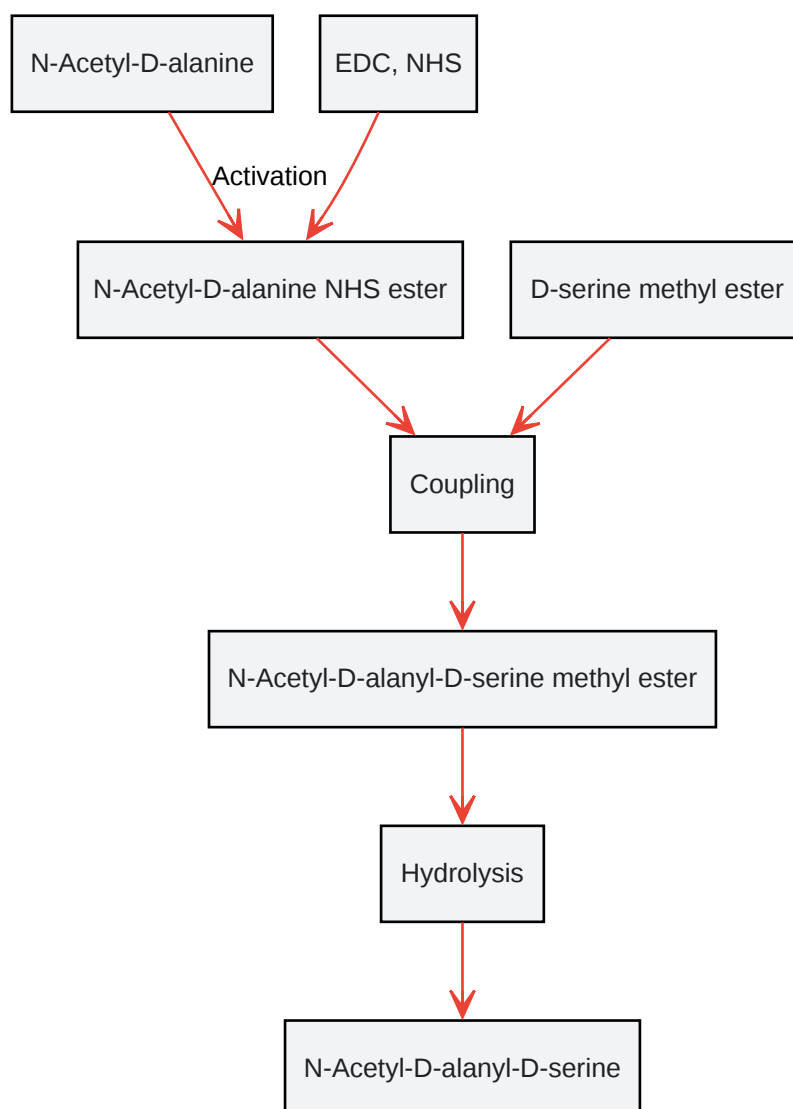 N-Acetyl-D-alanine
EDC, NHS
Activation
N-Acetyl-D-alanine NHS ester
D-serine methyl ester
Coupling
N-Acetyl-D-alanyl-D-serine methyl ester
Hydrolysis
N-Acetyl-D-alanyl-D-serine